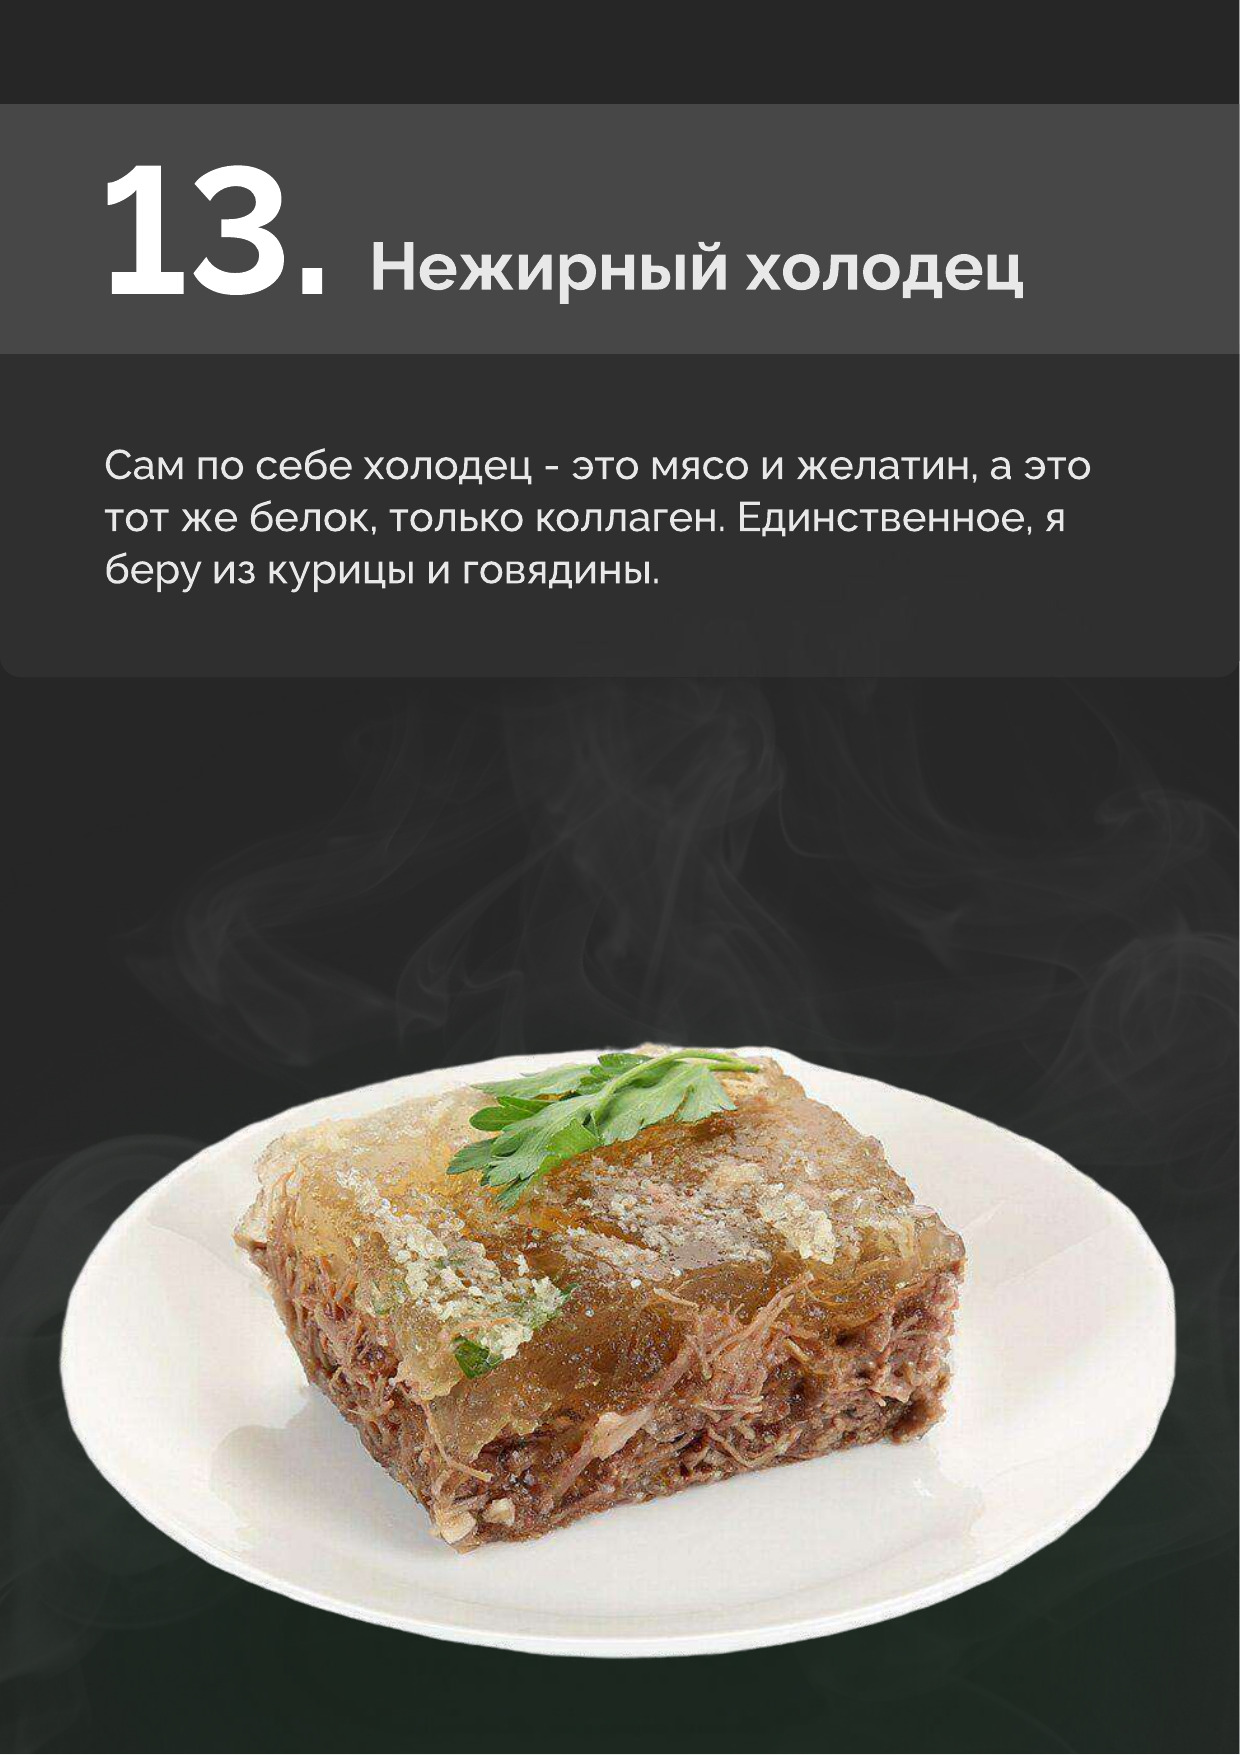 13. Нежирный холодец
Сам по себе холодец - это мясо и желатин, а это
тот же белок, только коллаген. Единственное, я
беру из курицы и говядины.